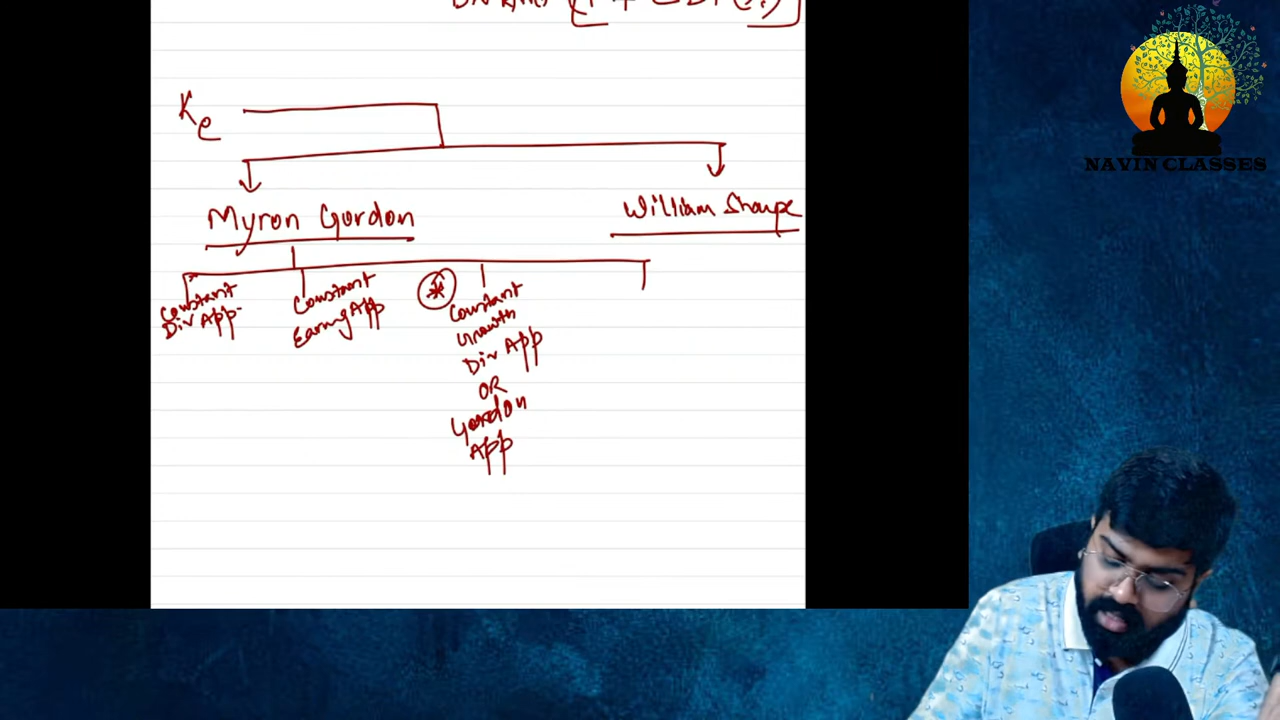 Ke
Myron Gordon
William Sharpe
Constant
Div App-
Constant
Earning App
*
Constant
Growth
Div App
OR
Gordon
App
NAVIN CLASSES